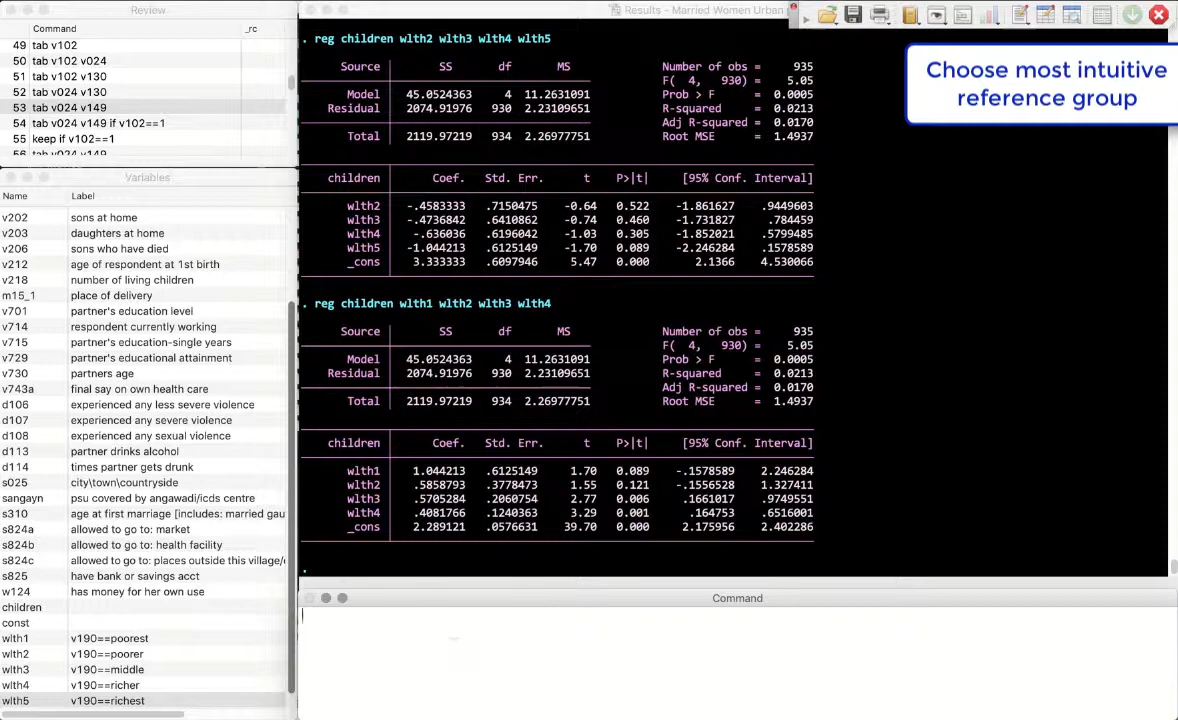 Review
Command _rc
49 tab v102
50 tab v102 v024
51 tab v102 v130
52 tab v024 v130
53 tab v024 v149
54 tab v024 v149 if v102==1
55 keep if v102==1
56 tab v024 v149
Variables
Name Label
v202 sons at home
v203 daughters at home
v206 sons who have died
v212 age of respondent at 1st birth
v218 number of living children
m15_1 place of delivery
v701 partner's education level
v714 respondent currently working
v715 partner's education-single years
v729 partner's educational attainment
v730 partners age
v743a final say on own health care
d106 experienced any less severe violence
d107 experienced any severe violence
d108 experienced any sexual violence
d113 partner drinks alcohol
d114 times partner gets drunk
s025 city\town\countryside
sangayn psu covered by angawadi/icds centre
s310 age at first marriage [includes: married gau
s824a allowed to go to: market
s824b allowed to go to: health facility
s824c allowed to go to: places outside this village/
s825 have bank or savings acct
w124 has money for her own use
children
const
wlth1 v190==poorest
wlth2 v190==poorer
wlth3 v190==middle
wlth4 v190==richer
wlth5 v190==richest
Results - Married Women Urban
Choose most intuitive
reference group
. reg children wlth2 wlth3 wlth4 wlth5
Source SS df MS Number of obs = 935
F( 4, 930) = 5.05
Model 45.0524363 4 11.2631091 Prob > F = 0.0005
Residual 2074.91976 930 2.23109651 R-squared = 0.0213
Adj R-squared = 0.0170
Total 2119.97219 934 2.26977751 Root MSE = 1.4937
children Coef. Std. Err. t P>|t| [95% Conf. Interval]
wlth2 -.4583333 .7150475 -0.64 0.522 -1.861627 .9449603
wlth3 -.4736842 .6410862 -0.74 0.460 -1.731827 .784459
wlth4 -.636036 .6196042 -1.03 0.305 -1.852021 .5799485
wlth5 -1.044213 .6125149 -1.70 0.089 -2.246284 .1578589
_cons 3.333333 .6097946 5.47 0.000 2.1366 4.530066
. reg children wlth1 wlth2 wlth3 wlth4
Source SS df MS Number of obs = 935
F( 4, 930) = 5.05
Model 45.0524363 4 11.2631091 Prob > F = 0.0005
Residual 2074.91976 930 2.23109651 R-squared = 0.0213
Adj R-squared = 0.0170
Total 2119.97219 934 2.26977751 Root MSE = 1.4937
children Coef. Std. Err. t P>|t| [95% Conf. Interval]
wlth1 1.044213 .6125149 1.70 0.089 -.1578589 2.246284
wlth2 .5858793 .3778473 1.55 0.121 -.1556528 1.327411
wlth3 .5705284 .2060754 2.77 0.006 .1661017 .9749551
wlth4 .4081766 .1240363 3.29 0.001 .164753 .6516001
_cons 2.289121 .0576631 39.70 0.000 2.175956 2.402286
.
Command